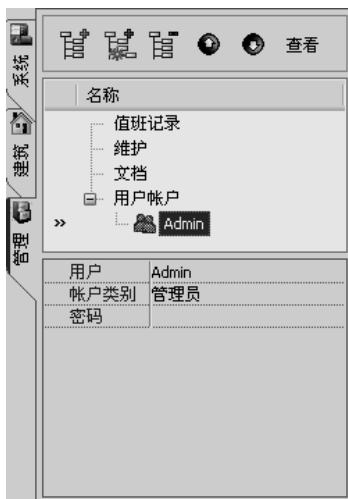 查看
系统
建筑
管理
名称
值班记录
维护
文档
用户帐户
» Admin
用户 Admin
帐户类别 管理员
密码